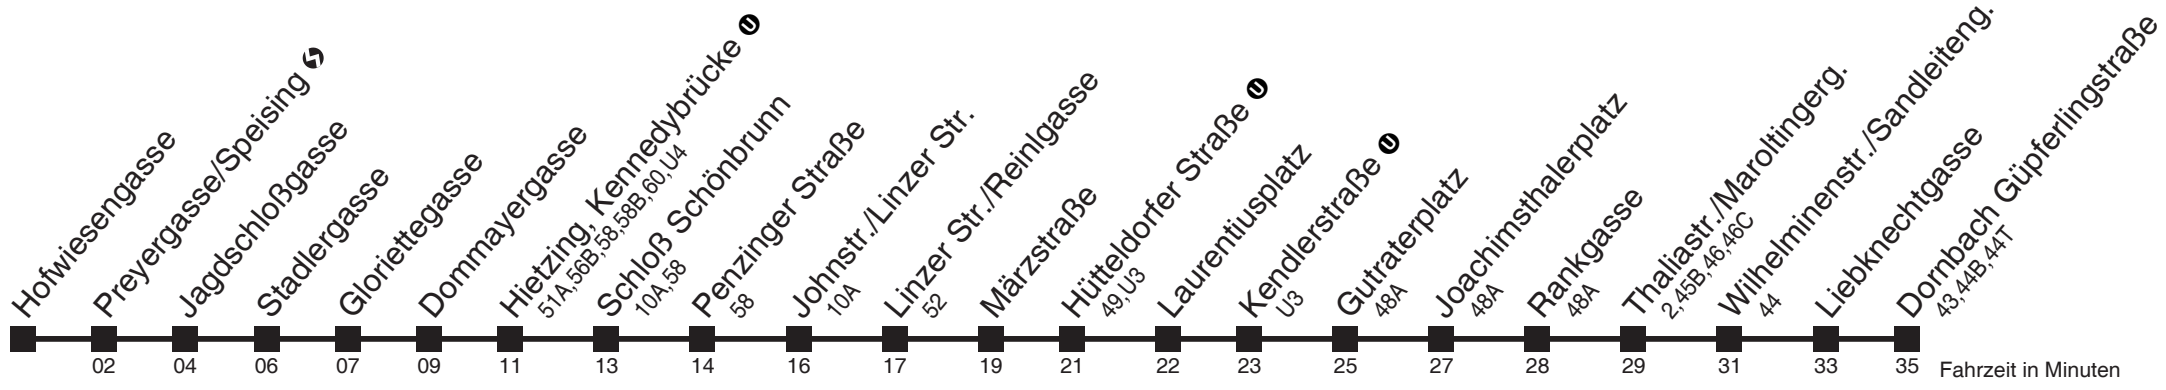 Hofwiesengasse
Preyergasse/Speising
Jagdschloßgasse
Stadlergasse
Gloriettegasse
Dommayergasse
Hietzing, Kennedybrücke U
51A,56B,58,58B,60,U4
Schloß Schönbrunn
10A,58
Penzinger Straße
58
Johnstr./Linzer Str.
10A
Linzer Str./Reinlgasse
52
Märzstraße
Hütteldorfer Straße U
49,U3
Laurentiusplatz
Kendlerstraße U
U3
Gutraterplatz
48A
Joachimsthalerplatz
48A
Rankgasse
48A
Thaliastr./Maroltingerg.
2,45B,46,46C
Wilhelminenstr./Sandleiteng.
44
Liebknechtgasse
Dornbach Güpferlingstraße
43,44B,44T
02 04 06 07 09 11 13 14 16 17 19 21 22 23 25 27 28 29 31 33 35 Fahrzeit in Minuten